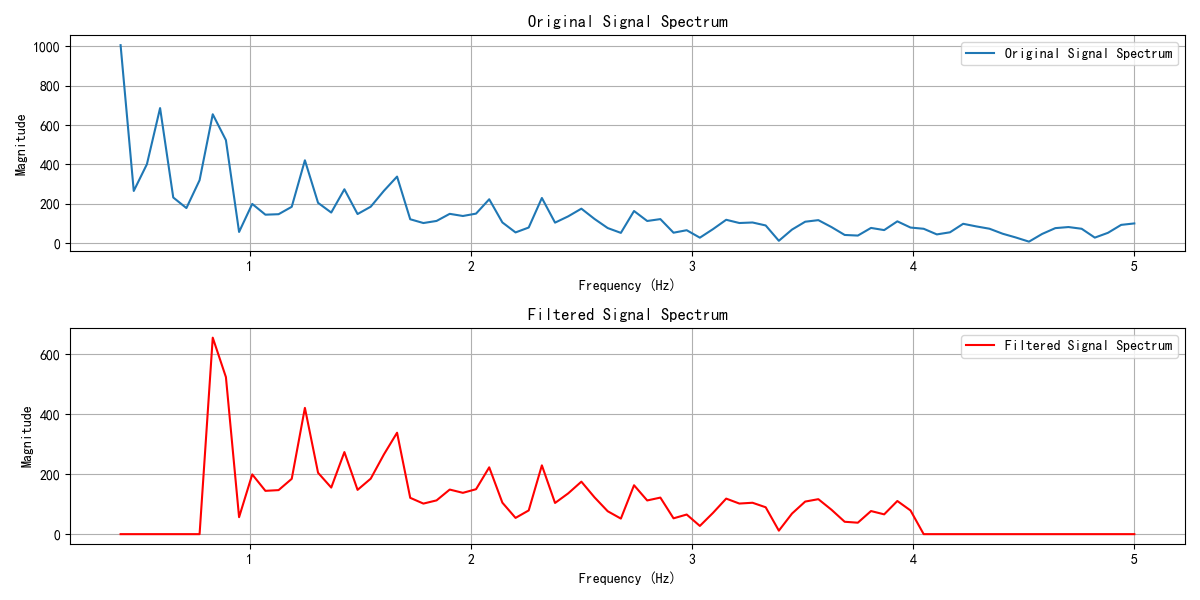 Original Signal Spectrum
Original Signal Spectrum
Magnitude
1000
800
600
400
200
0
1 2 3 4 5
Frequency (Hz)
Filtered Signal Spectrum
Filtered Signal Spectrum
Magnitude
600
400
200
0
1 2 3 4 5
Frequency (Hz)